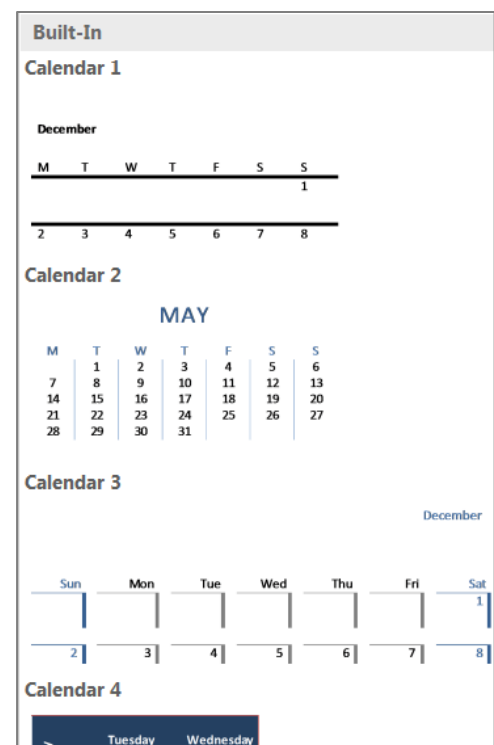 Built-In
Calendar 1
December
M T W T F S S
1
2 3 4 5 6 7 8
Calendar 2
MAY
M T W T F S S
1 2 3 4 5 6
7 8 9 10 11 12 13
14 15 16 17 18 19 20
21 22 23 24 25 26 27
28 29 30 31
Calendar 3
December
Sun Mon Tue Wed Thu Fri Sat
1
2 3 4 5 6 7 8
Calendar 4
Tuesday Wednesday